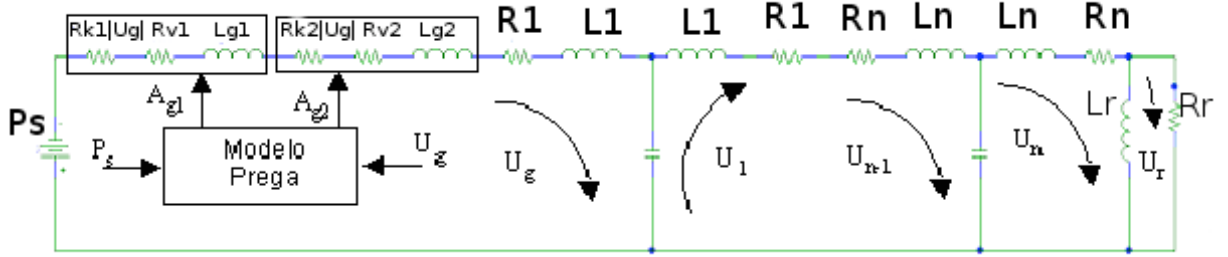 Rk1|Ug| Rv1 Lg1 Rk2|Ug| Rv2 Lg2 R1 L1 L1 R1 Rn Ln Ln Rn
Ag1 Ag2
Lr Rr
Ps
Ps Modelo Prega Ug
Ug U1 Un-1 Un Ur